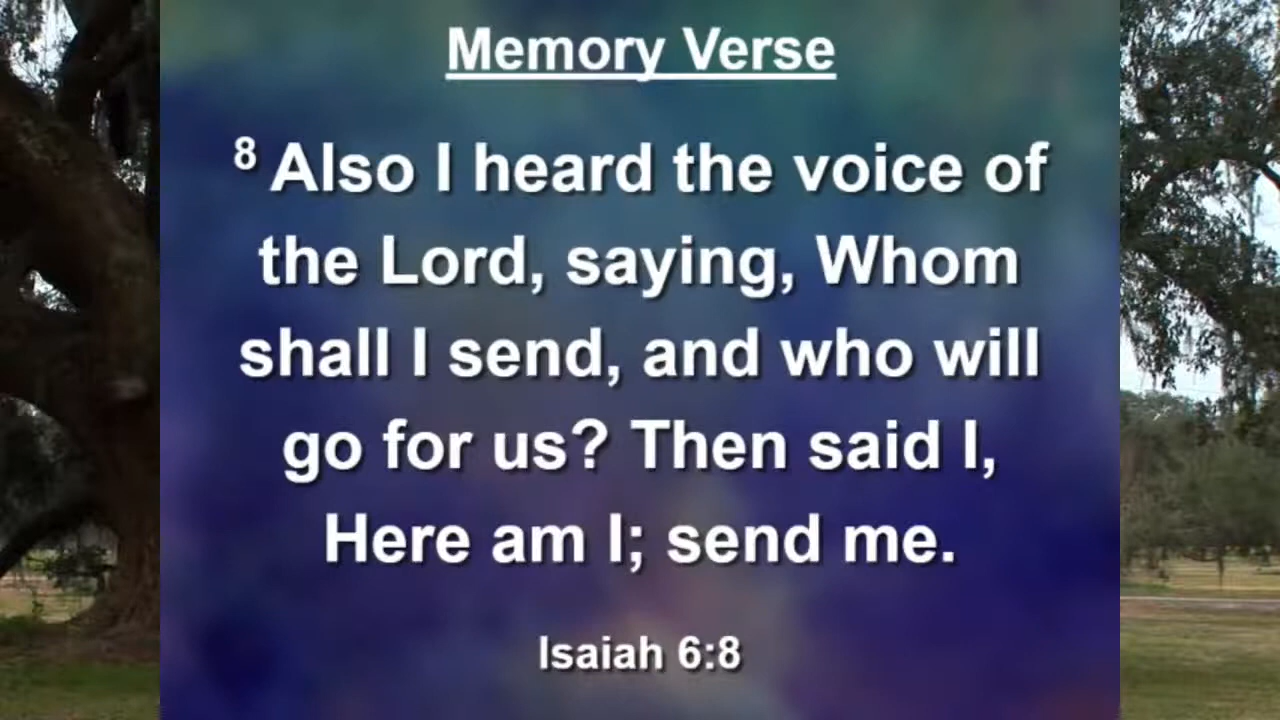 Memory Verse
8 Also I heard the voice of
the Lord, saying, Whom
shall I send, and who will
go for us? Then said I,
Here am I; send me.
Isaiah 6:8